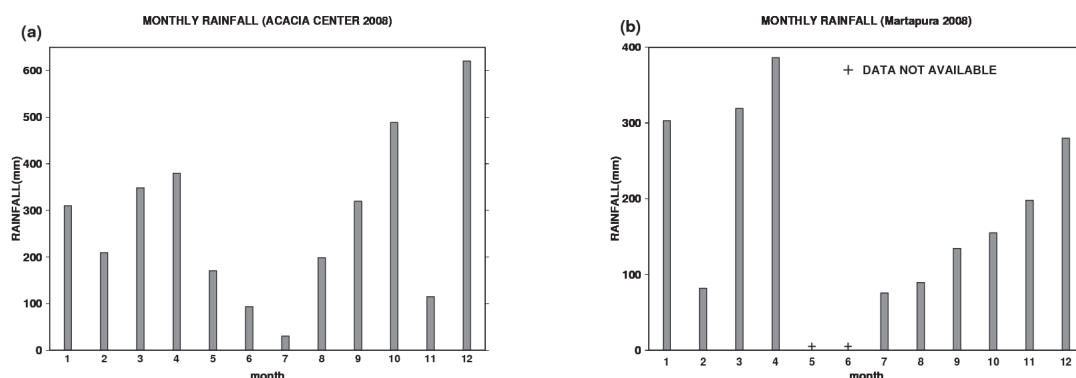 MONTHLY RAINFALL (ACACIA CENTER 2008)
(a)
RAINFALL(mm)
600
500
400
300
200
100
0
1 2 3 4 5 6 7 8 9 10 11 12
month
MONTHLY RAINFALL (Martapura 2008)
(b)
+ DATA NOT AVAILABLE
RAINFALL(mm)
400
300
200
100
0
1 2 3 4 5 6 7 8 9 10 11 12
month